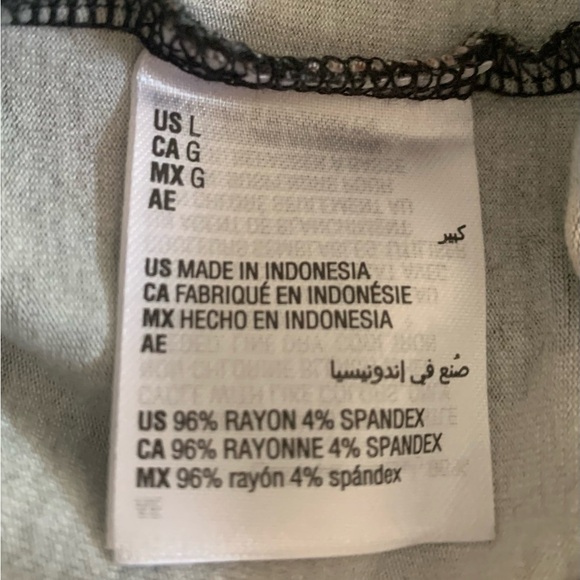 US L
CA G
MX G
AE
كبير
US MADE IN INDONESIA
CA FABRIQUÉ EN INDONÉSIE
MX HECHO EN INDONESIA
AE
صُنع في إندونيسيا
US 96% RAYON 4% SPANDEX
CA 96% RAYONNE 4% SPANDEX
MX 96% rayón 4% spándex